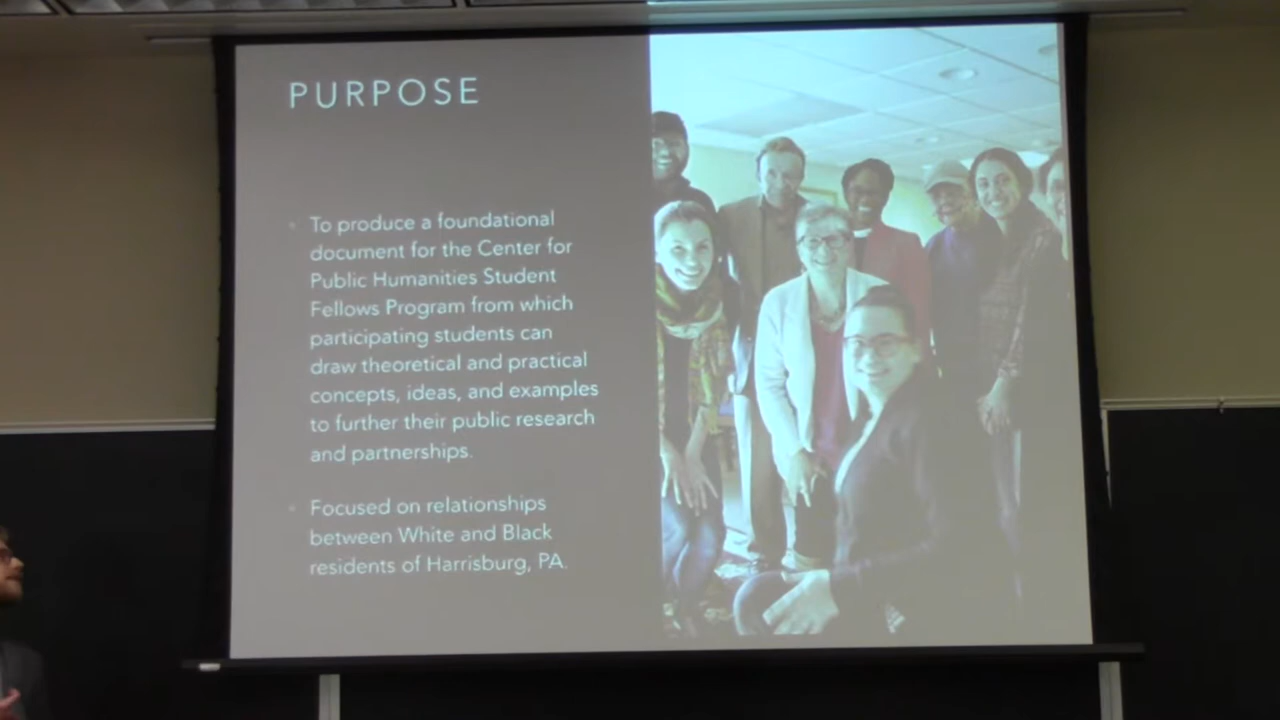 PURPOSE
• To produce a foundational
document for the Center for
Public Humanities Student
Fellows Program from which
participating students can
draw theoretical and practical
concepts, ideas, and examples
to further their public research
and partnerships.
• Focused on relationships
between White and Black
residents of Harrisburg, PA.